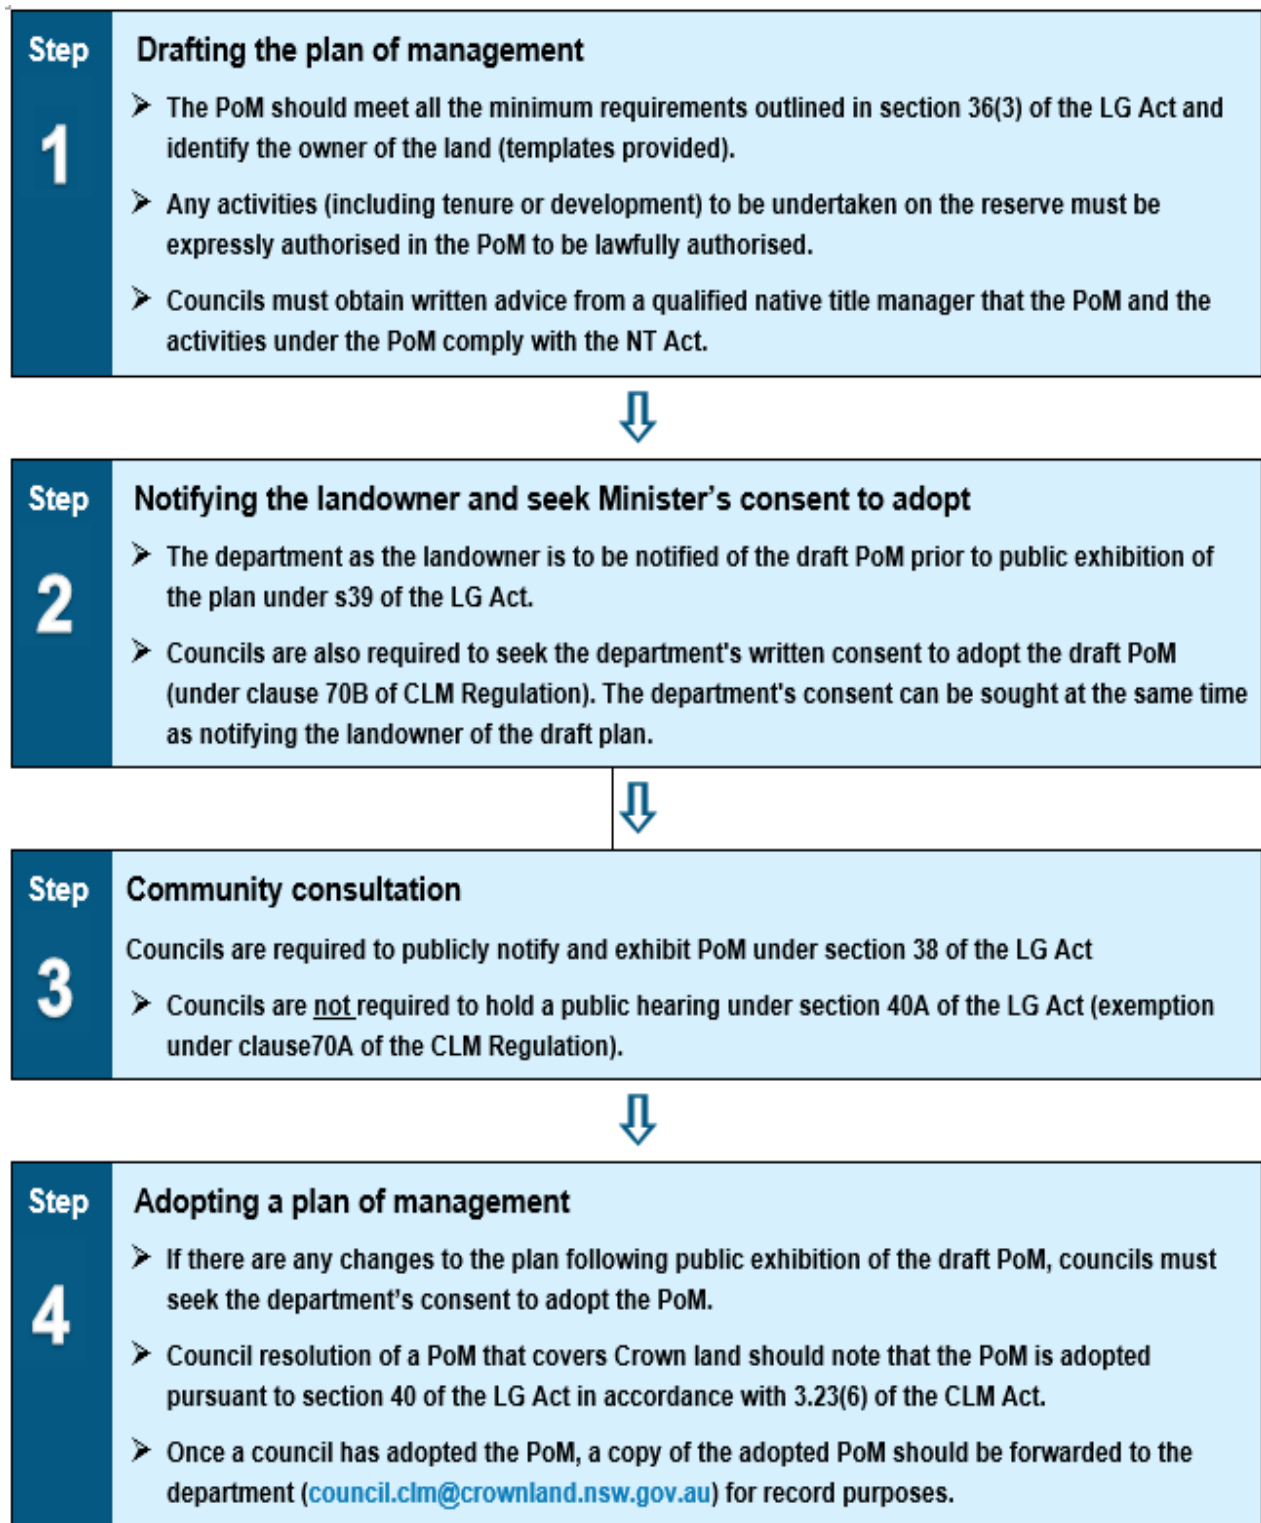 Step
1
Drafting the plan of management
➢ The PoM should meet all the minimum requirements outlined in section 36(3) of the LG Act and
identify the owner of the land (templates provided).
➢ Any activities (including tenure or development) to be undertaken on the reserve must be
expressly authorised in the PoM to be lawfully authorised.
➢ Councils must obtain written advice from a qualified native title manager that the PoM and the
activities under the PoM comply with the NT Act.
Step
2
Notifying the landowner and seek Minister's consent to adopt
➢ The department as the landowner is to be notified of the draft PoM prior to public exhibition of
the plan under s39 of the LG Act.
➢ Councils are also required to seek the department's written consent to adopt the draft PoM
(under clause 70B of CLM Regulation). The department's consent can be sought at the same time
as notifying the landowner of the draft plan.
Step
3
Community consultation
Councils are required to publicly notify and exhibit PoM under section 38 of the LG Act
➢ Councils are not required to hold a public hearing under section 40A of the LG Act (exemption
under clause70A of the CLM Regulation).
Step
4
Adopting a plan of management
➢ If there are any changes to the plan following public exhibition of the draft PoM, councils must
seek the department's consent to adopt the PoM.
➢ Council resolution of a PoM that covers Crown land should note that the PoM is adopted
pursuant to section 40 of the LG Act in accordance with 3.23(6) of the CLM Act.
➢ Once a council has adopted the PoM, a copy of the adopted PoM should be forwarded to the
department (council.clm@crownland.nsw.gov.au) for record purposes.